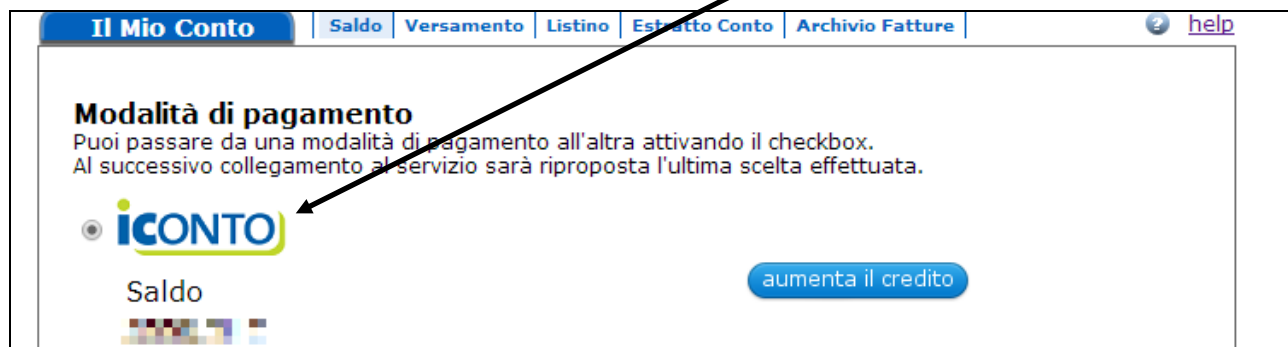 Il Mio Conto Saldo Versamento Listino Estratto Conto Archivio Fatture ? help
Modalità di pagamento
Puoi passare da una modalità di pagamento all'altra attivando il checkbox.
Al successivo collegamento al servizio sarà riproposta l'ultima scelta effettuata.
iCONTO
aumenta il credito
Saldo